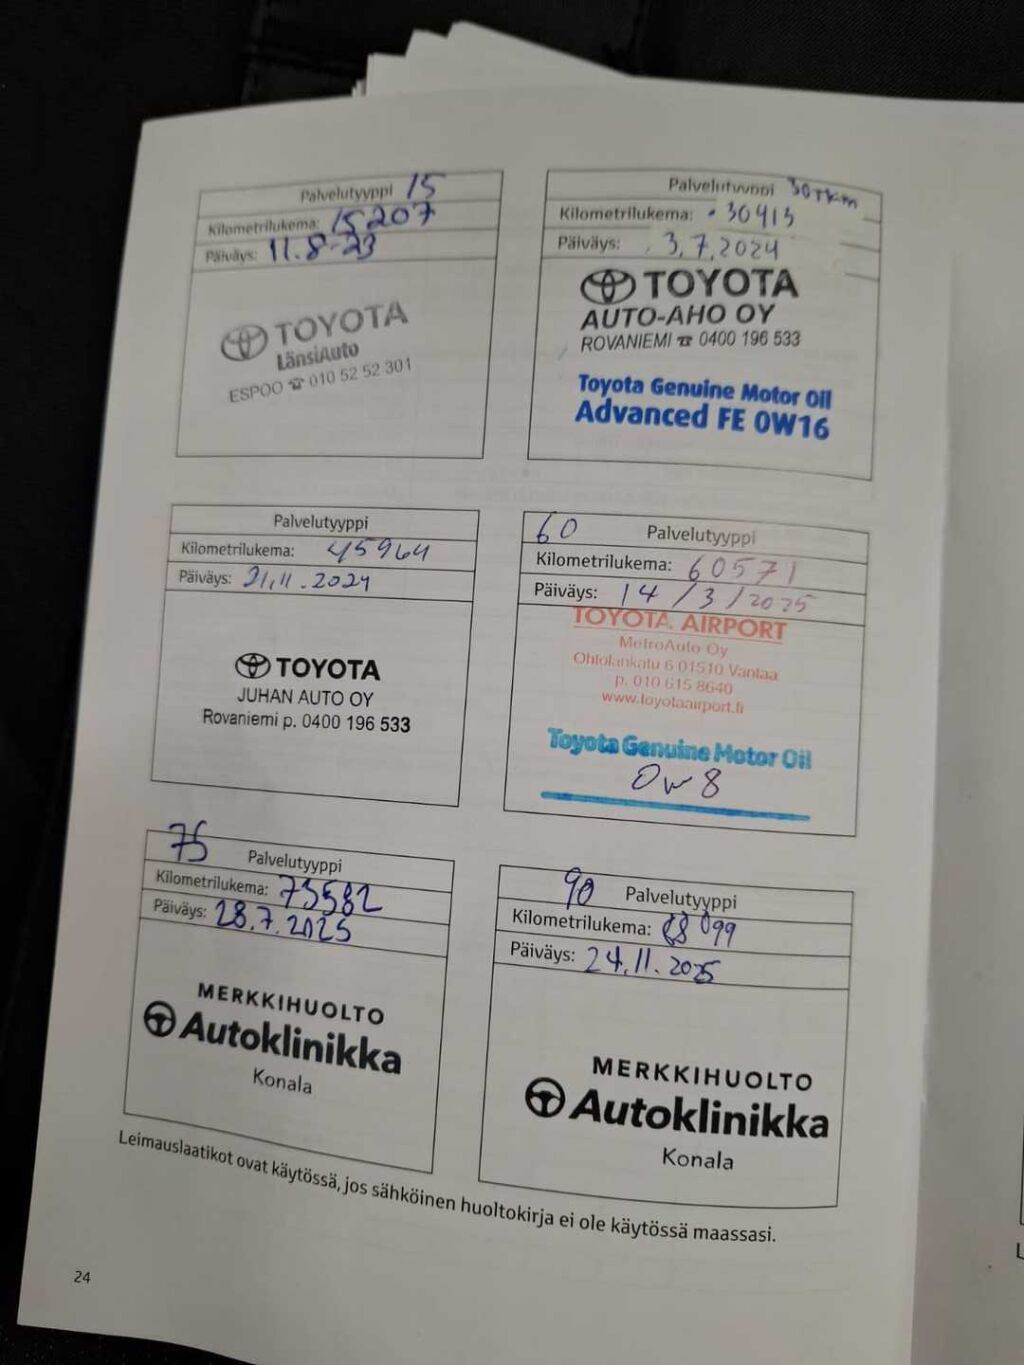 Palvelutyyppi 15
Kilometrilukema: 15207
Päiväys: 11.8-23
TOYOTA
LänsiAuto
ESPOO ☎ 010 52 52 301
Palvelutyyppi 30tkm
Kilometrilukema: 30413
Päiväys: 3.7.2024
TOYOTA
AUTO-AHO OY
ROVANIEMI ☎ 0400 196 533
Toyota Genuine Motor Oil
Advanced FE 0W16
Palvelutyyppi
Kilometrilukema: 45964
Päiväys: 21.11.2024
TOYOTA
JUHAN AUTO OY
Rovaniemi p. 0400 196 533
60 Palvelutyyppi
Kilometrilukema: 60571
Päiväys: 14/3/2025
TOYOTA AIRPORT
MetroAuto Oy
Ohtolankatu 6 01510 Vantaa
p. 010 615 8640
www.toyotaairport.fi
Toyota Genuine Motor Oil
0w8
75 Palvelutyyppi
Kilometrilukema: 73582
Päiväys: 28.7.2025
MERKKIHUOLTO
Autoklinikka
Konala
90 Palvelutyyppi
Kilometrilukema: 88099
Päiväys: 24.11.2025
MERKKIHUOLTO
Autoklinikka
Konala
Leimauslaatikot ovat käytössä, jos sähköinen huoltokirja ei ole käytössä maassasi.
24